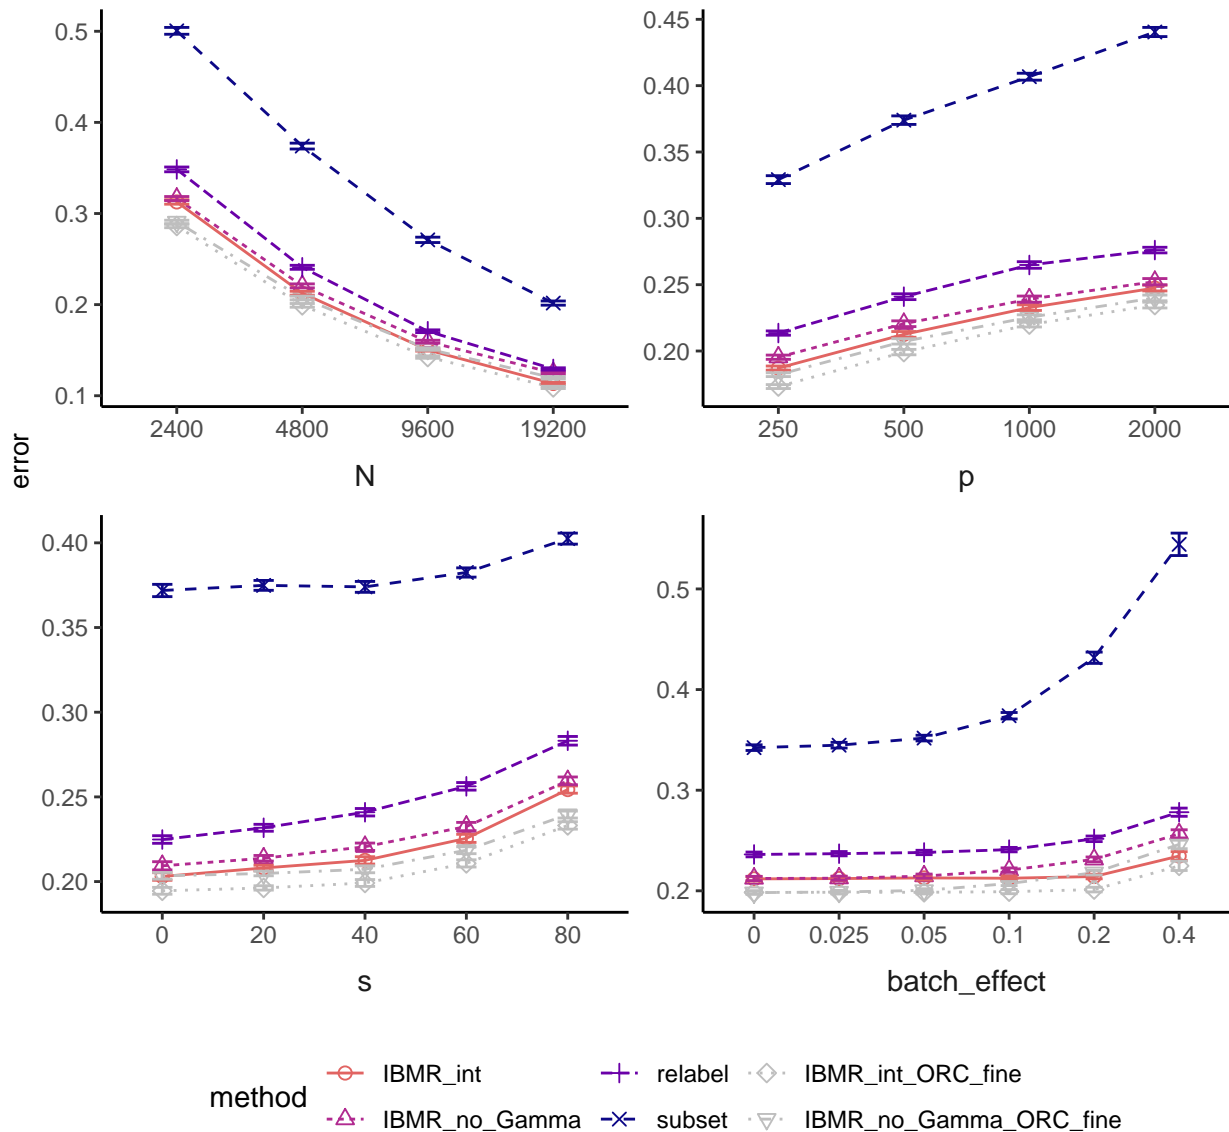 0.5
0.4
0.3
0.2
0.1
2400 4800 9600 19200
N
0.45
0.40
0.35
0.30
0.25
0.20
250 500 1000 2000
p
error
0.40
0.35
0.30
0.25
0.20
0 20 40 60 80
s
0.5
0.4
0.3
0.2
0 0.025 0.05 0.1 0.2 0.4
batch_effect
method
IBMR_int relabel IBMR_int_ORC_fine
IBMR_no_Gamma subset IBMR_no_Gamma_ORC_fine